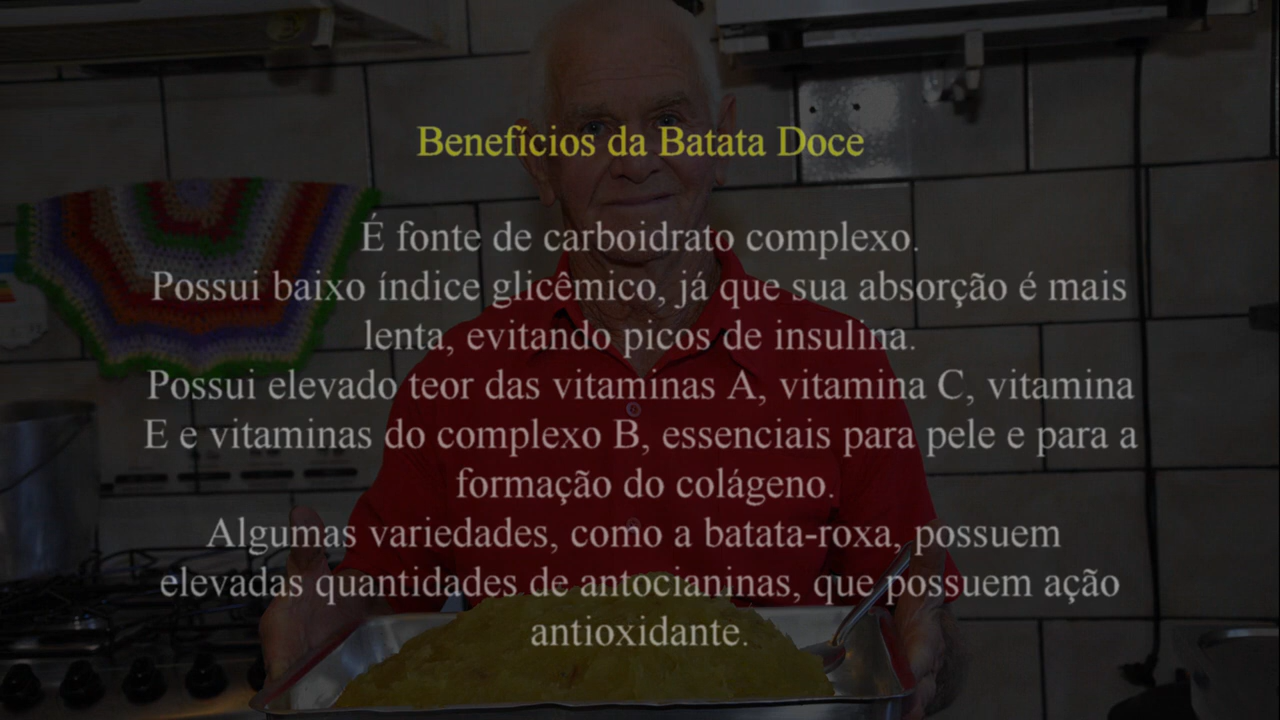 Benefícios da Batata Doce
É fonte de carboidrato complexo.
Possui baixo índice glicêmico, já que sua absorção é mais
lenta, evitando picos de insulina.
Possui elevado teor das vitaminas A, vitamina C, vitamina
E e vitaminas do complexo B, essenciais para pele e para a
formação do colágeno.
Algumas variedades, como a batata-roxa, possuem
elevadas quantidades de antocianinas, que possuem ação
antioxidante.